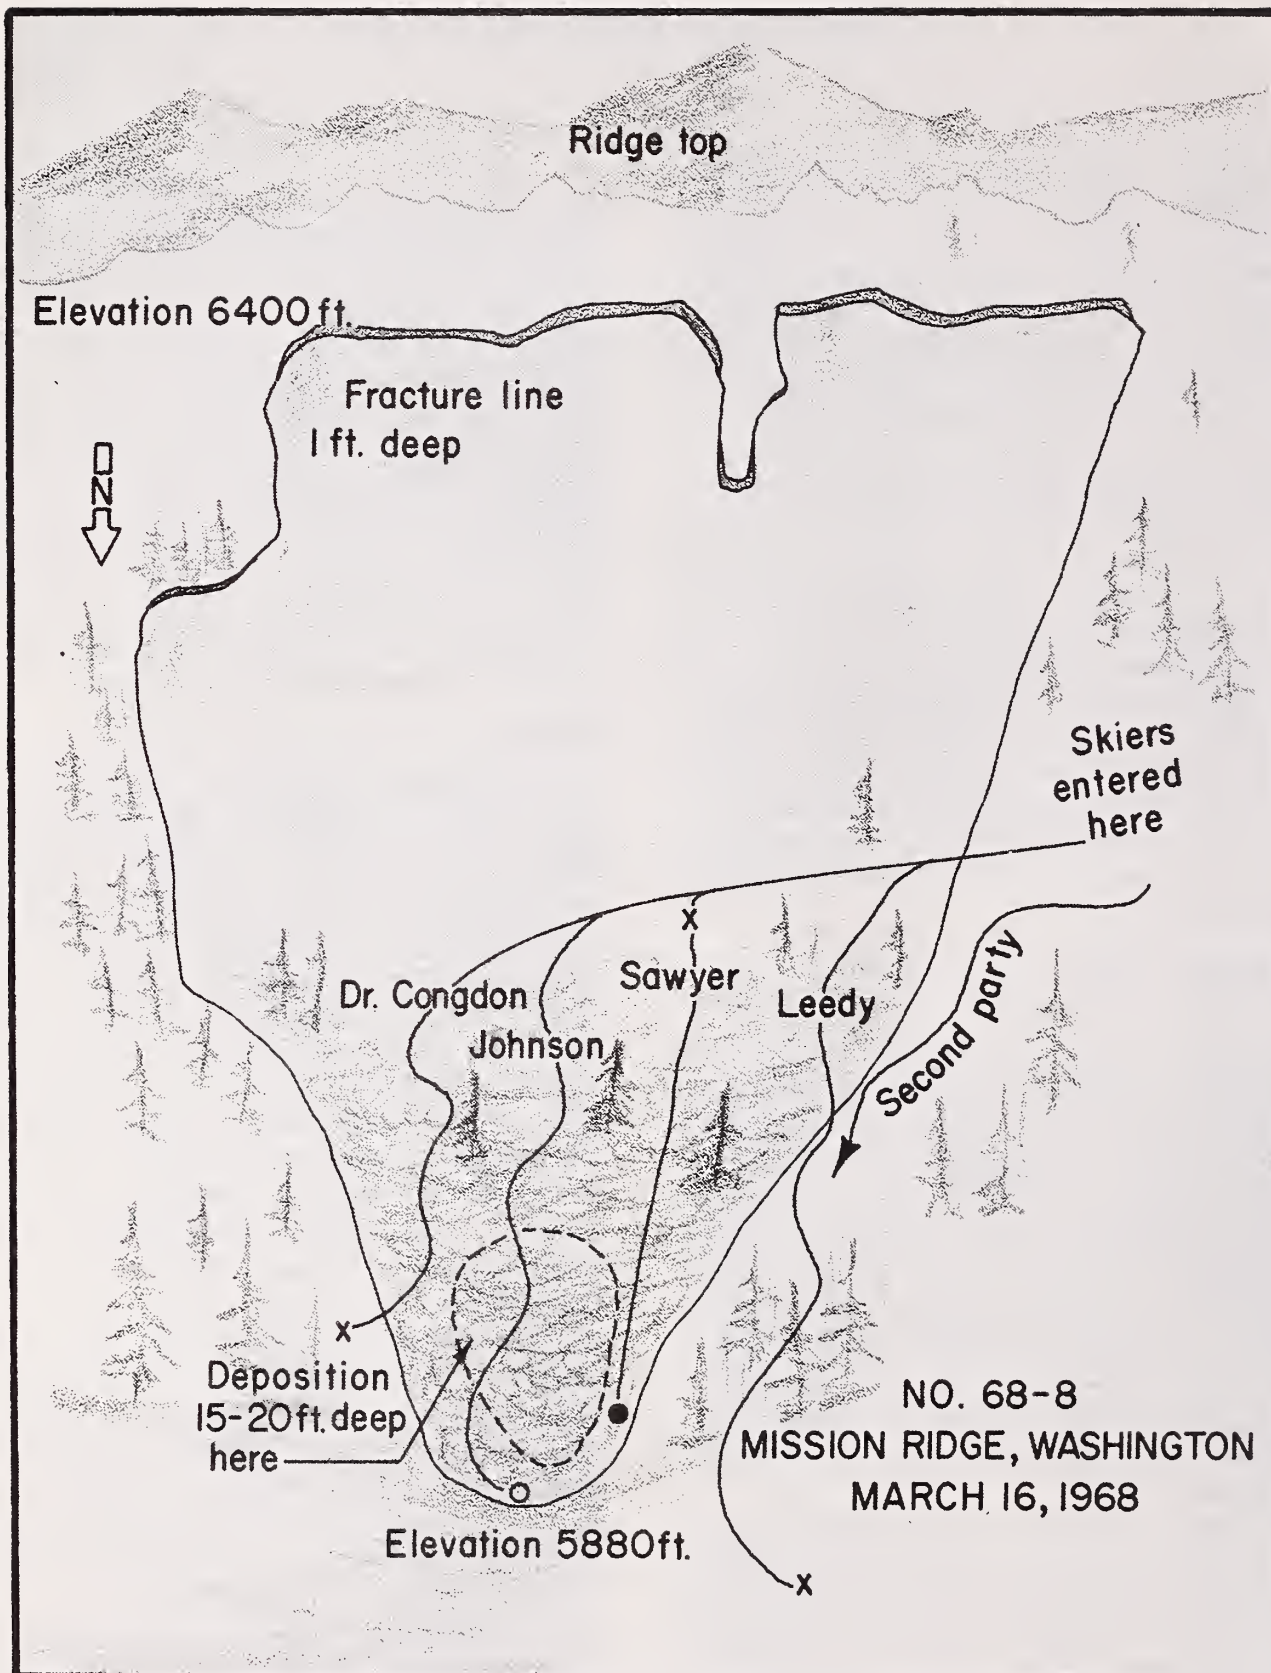 Ridge top
Elevation 6400 ft.
Fracture line
1 ft. deep
N
Skiers
entered
here
Dr. Congdon
Johnson
Sawyer
Leedy
Second party
X
X
X
Deposition
15-20 ft. deep
here
NO. 68-8
MISSION RIDGE, WASHINGTON
MARCH 16, 1968
Elevation 5880 ft.